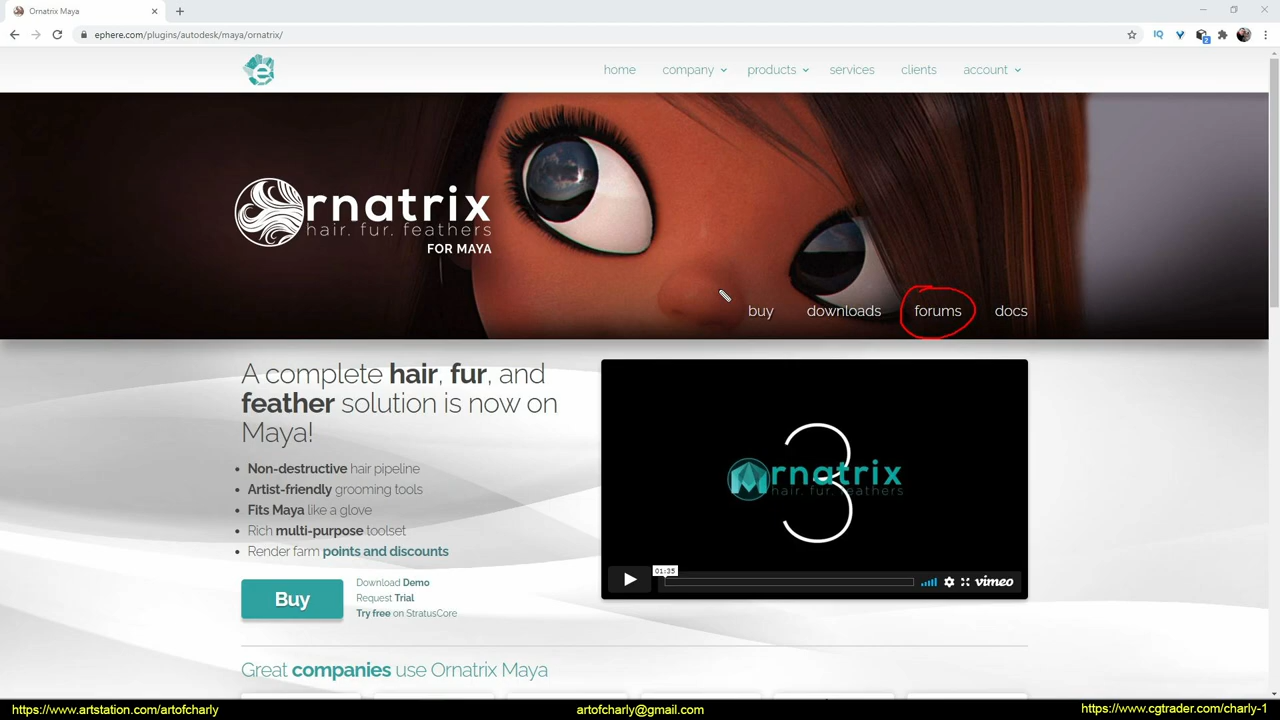 Ornatrix Maya
ephere.com/plugins/autodesk/maya/ornatrix/
IQ
2
e
home company products services clients account
rnatrix
hair. fur. feathers
FOR MAYA
buy downloads forums docs
A complete hair, fur, and
feather solution is now on
Maya!
Non-destructive hair pipeline
Artist-friendly grooming tools
Fits Maya like a glove
Rich multi-purpose toolset
Render farm points and discounts
Buy
Download Demo
Request Trial
Try free on StratusCore
3
rnatrix
hair. fur. feathers
01:35
vimeo
Great companies use Ornatrix Maya
https://www.artstation.com/artofcharly
artofcharly@gmail.com
https://www.cgtrader.com/charly-1